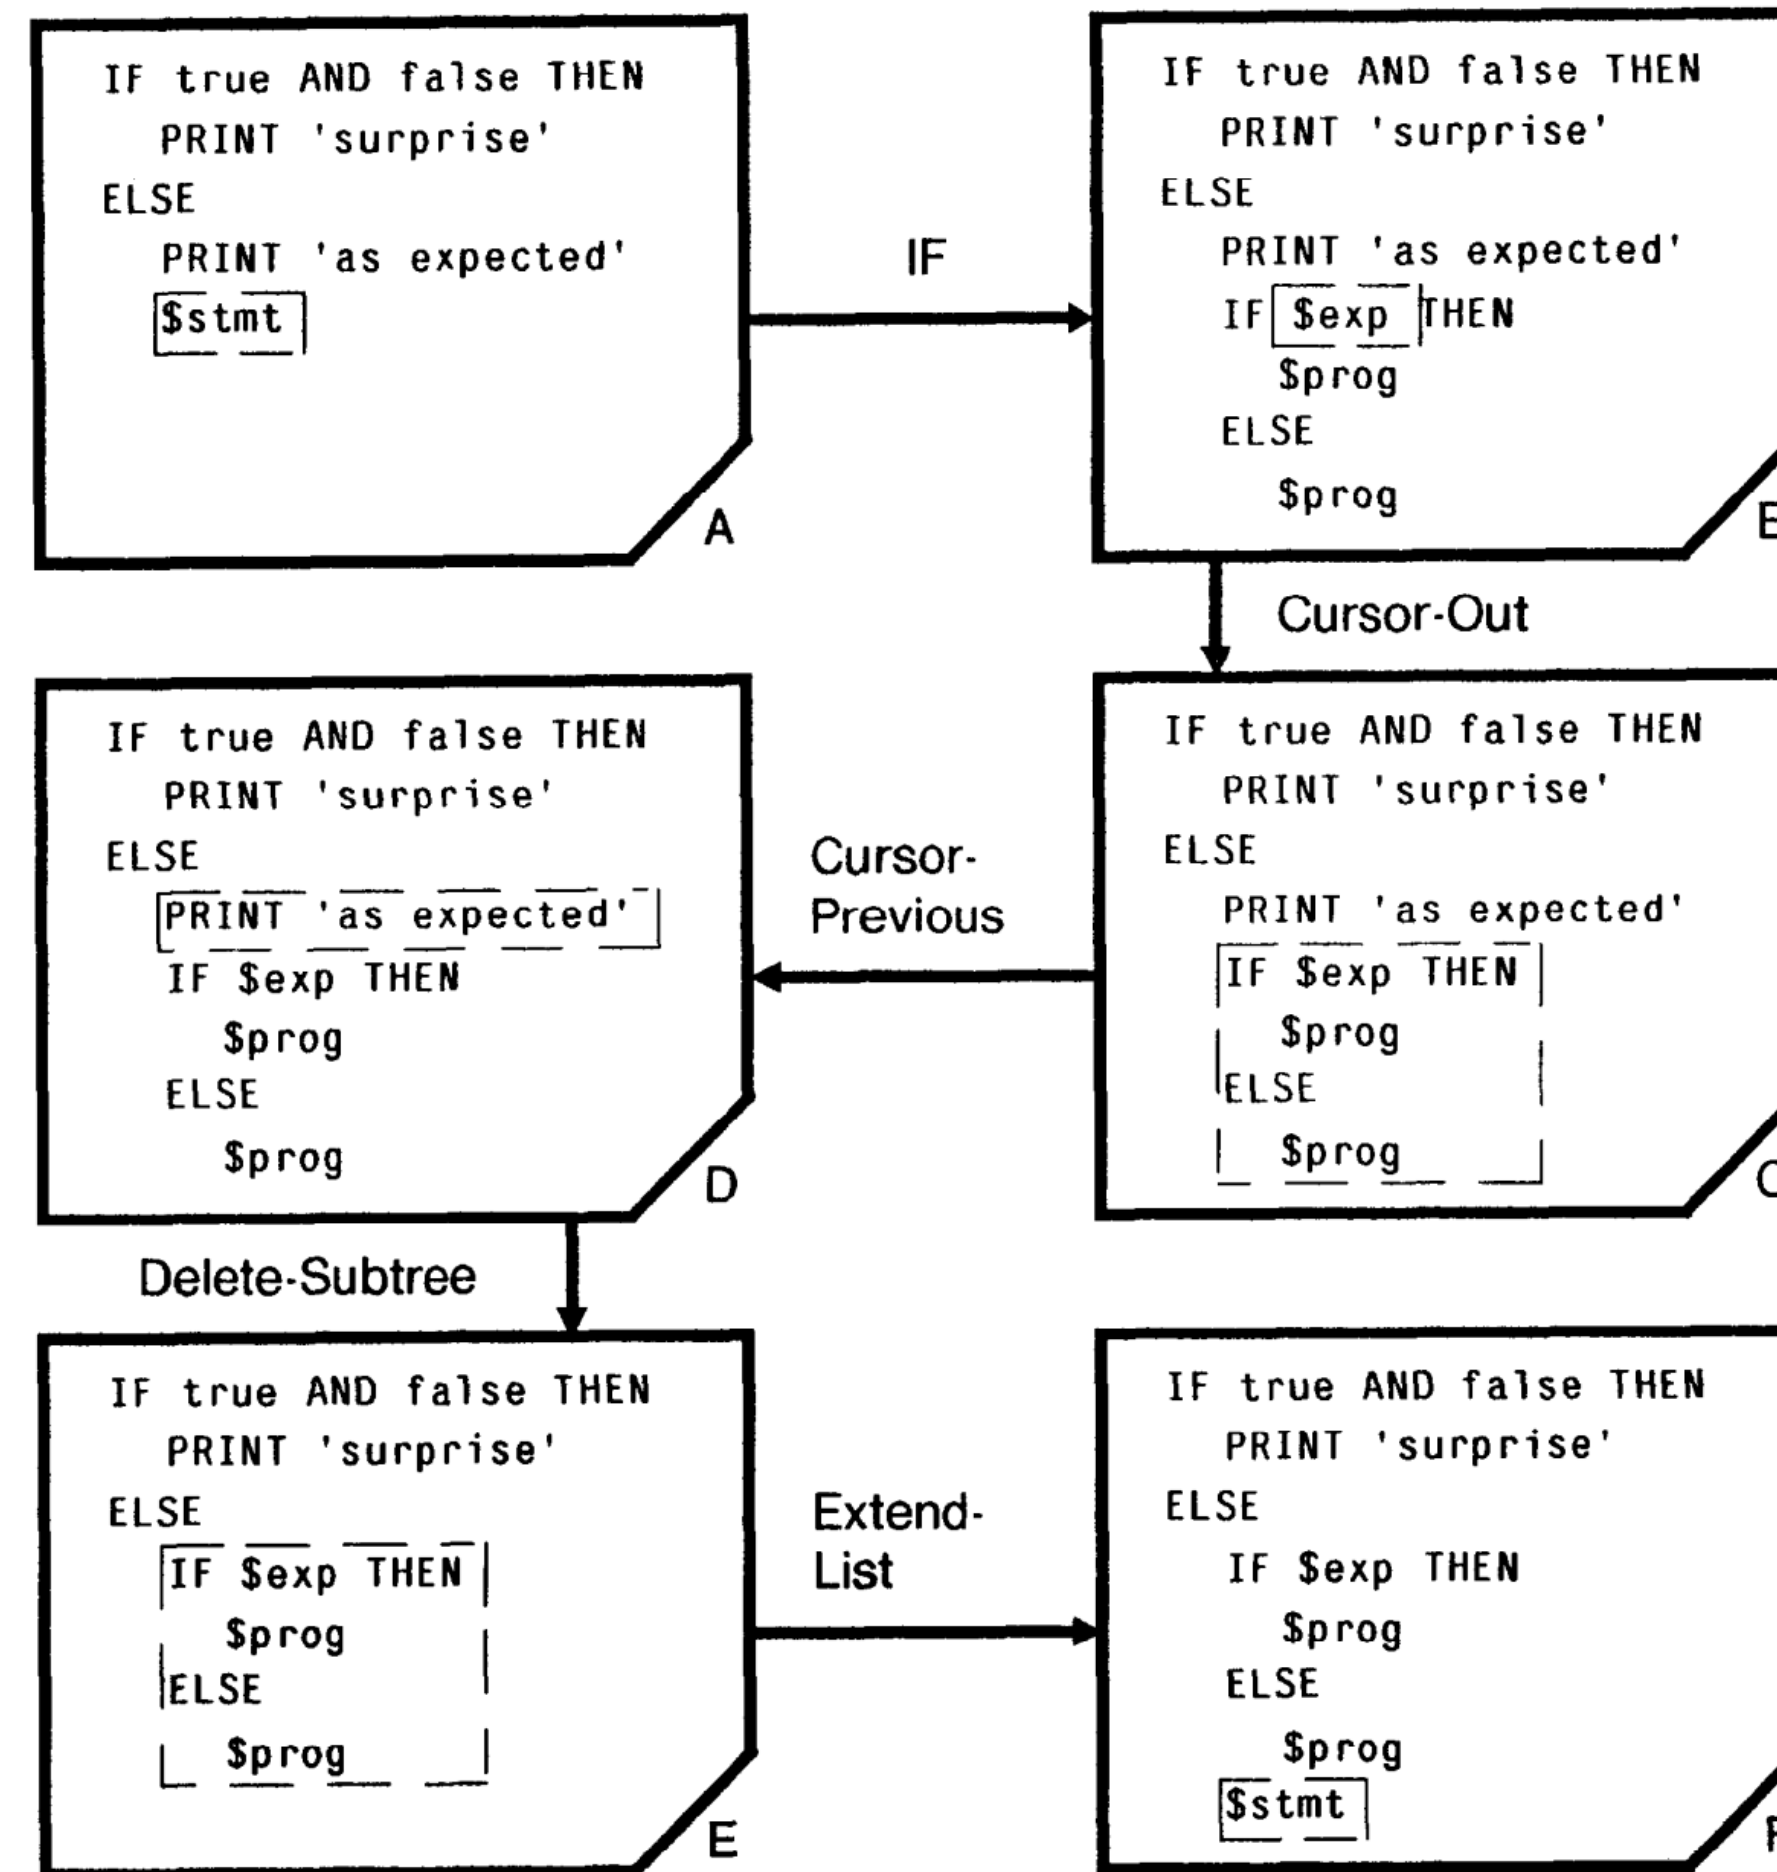 IF true AND false THEN
PRINT 'surprise'
ELSE
PRINT 'as expected'
$stmt
A
IF
IF true AND false THEN
PRINT 'surprise'
ELSE
PRINT 'as expected'
IF $exp THEN
$prog
ELSE
$prog
Cursor-Out
IF true AND false THEN
PRINT 'surprise'
ELSE
PRINT 'as expected'
IF $exp THEN
$prog
ELSE
$prog
Cursor-
Previous
IF true AND false THEN
PRINT 'surprise'
ELSE
PRINT 'as expected'
IF $exp THEN
$prog
ELSE
$prog
D
Delete-Subtree
IF true AND false THEN
PRINT 'surprise'
ELSE
IF $exp THEN
$prog
ELSE
$prog
E
Extend-
List
IF true AND false THEN
PRINT 'surprise'
ELSE
IF $exp THEN
$prog
ELSE
$prog
$stmt